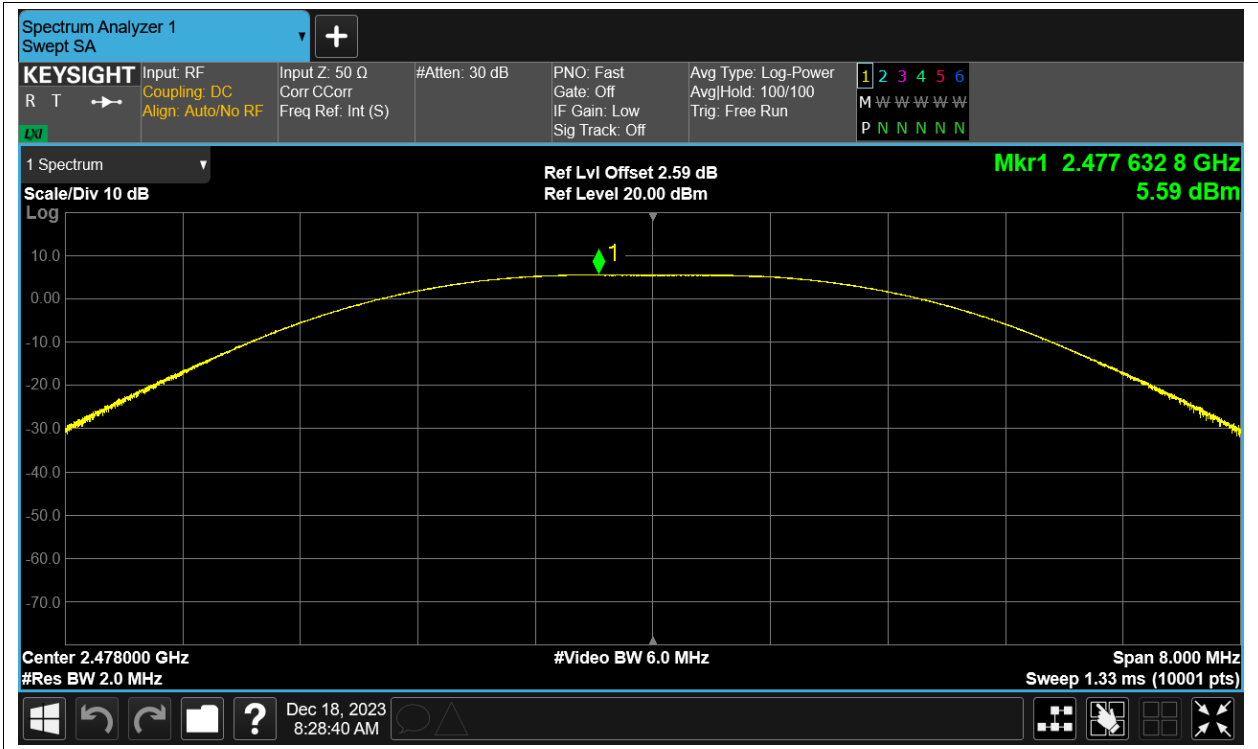 Spectrum Analyzer 1
Swept SA
KEYSIGHT
R T
LXI
Input: RF
Coupling: DC
Align: Auto/No RF
Input Z: 50 Ω
Corr CCorr
Freq Ref: Int (S)
#Atten: 30 dB
PNO: Fast
Gate: Off
IF Gain: Low
Sig Track: Off
Avg Type: Log-Power
Avg|Hold: 100/100
Trig: Free Run
1 2 3 4 5 6
M W W W W W W
P N N N N N N
1 Spectrum
Scale/Div 10 dB
Log
Ref Lvl Offset 2.59 dB
Ref Level 20.00 dBm
Mkr1 2.477 632 8 GHz
5.59 dBm
1
10.0
0.00
-10.0
-20.0
-30.0
-40.0
-50.0
-60.0
-70.0
Center 2.478000 GHz
#Res BW 2.0 MHz
#Video BW 6.0 MHz
Span 8.000 MHz
Sweep 1.33 ms (10001 pts)
?
Dec 18, 2023
8:28:40 AM